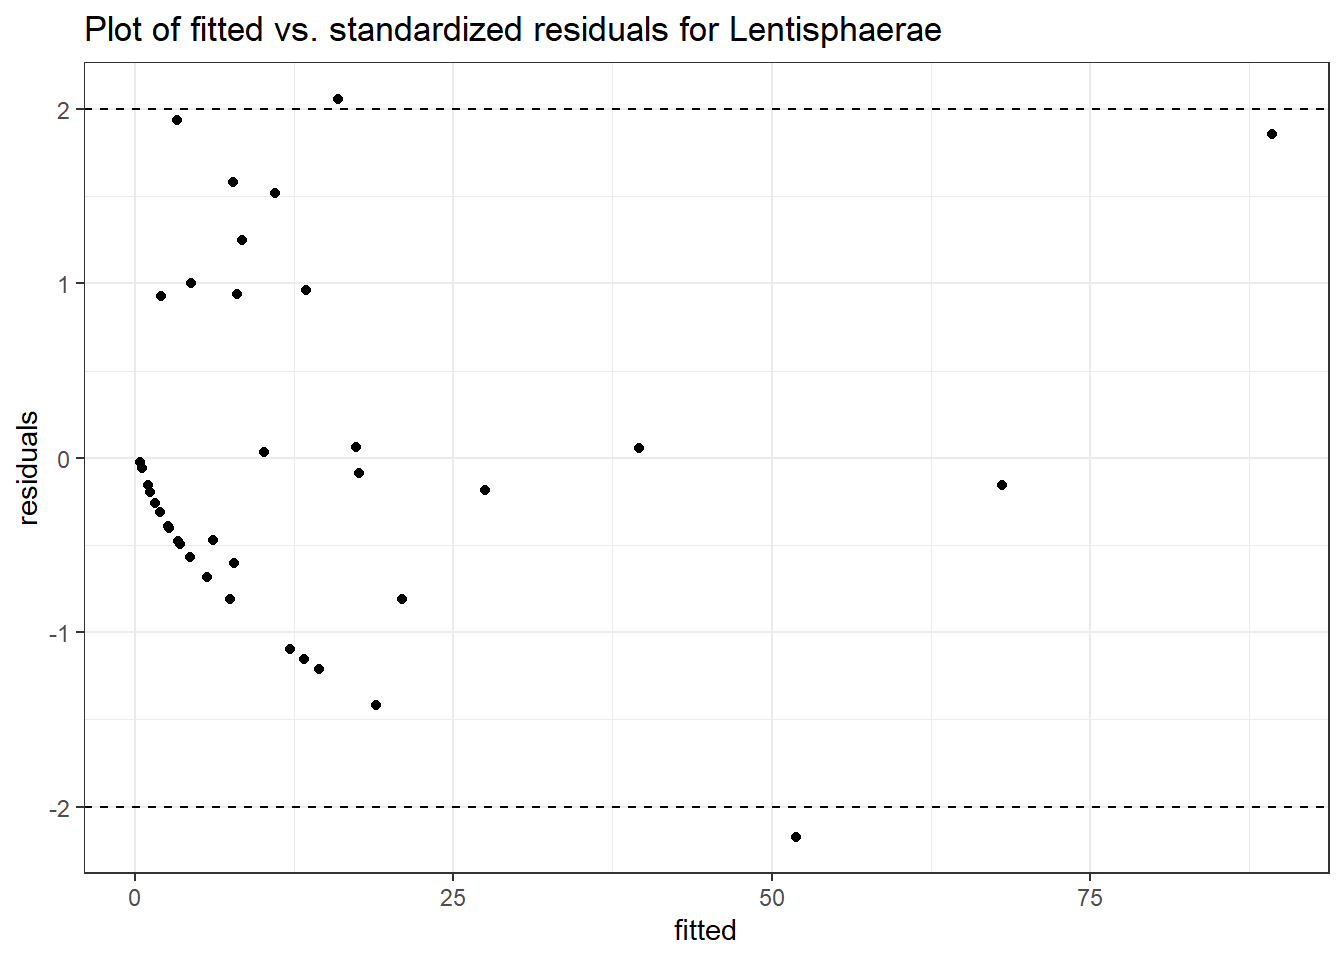 Plot of fitted vs. standardized residuals for Lentisphaerae
2
1
0
-1
-2
residuals
0 25 50 75
fitted